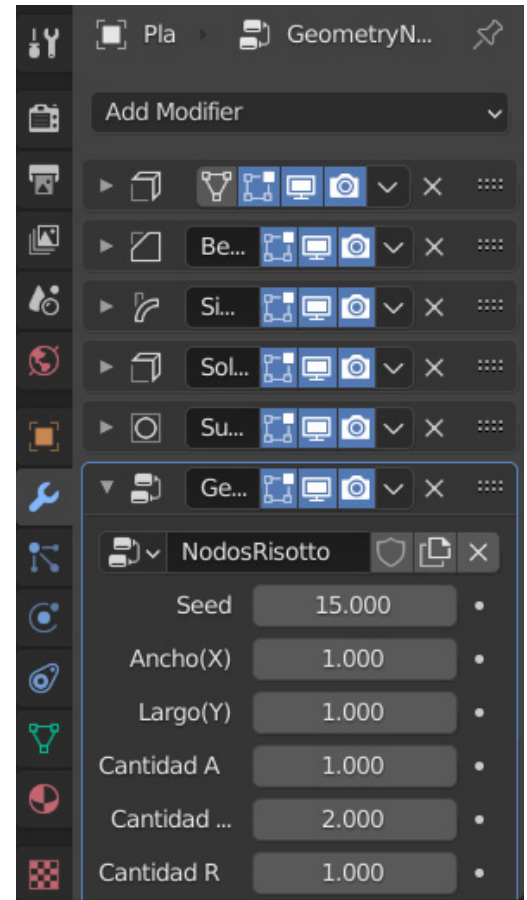 Pla GeometryN...
Add Modifier
Be...
Si...
Sol...
Su...
Ge...
NodosRisotto
Seed 15.000
Ancho(X) 1.000
Largo(Y) 1.000
Cantidad A 1.000
Cantidad ... 2.000
Cantidad R 1.000